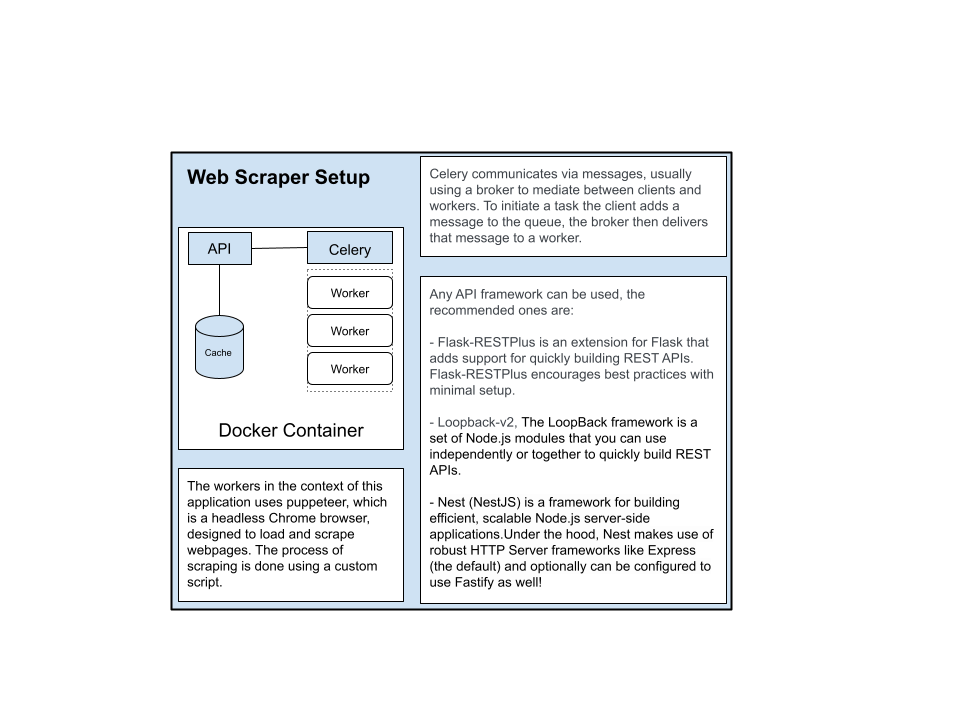 Web Scraper Setup
API
Celery
Worker
Worker
Worker
Cache
Docker Container
The workers in the context of this
application uses puppeteer, which
is a headless Chrome browser,
designed to load and scrape
webpages. The process of
scraping is done using a custom
script.
Celery communicates via messages, usually
using a broker to mediate between clients and
workers. To initiate a task the client adds a
message to the queue, the broker then delivers
that message to a worker.
Any API framework can be used, the
recommended ones are:
- Flask-RESTPlus is an extension for Flask that
adds support for quickly building REST APIs.
Flask-RESTPlus encourages best practices with
minimal setup.
- Loopback-v2, The LoopBack framework is a
set of Node.js modules that you can use
independently or together to quickly build REST
APIs.
- Nest (NestJS) is a framework for building
efficient, scalable Node.js server-side
applications.Under the hood, Nest makes use of
robust HTTP Server frameworks like Express
(the default) and optionally can be configured to
use Fastify as well!